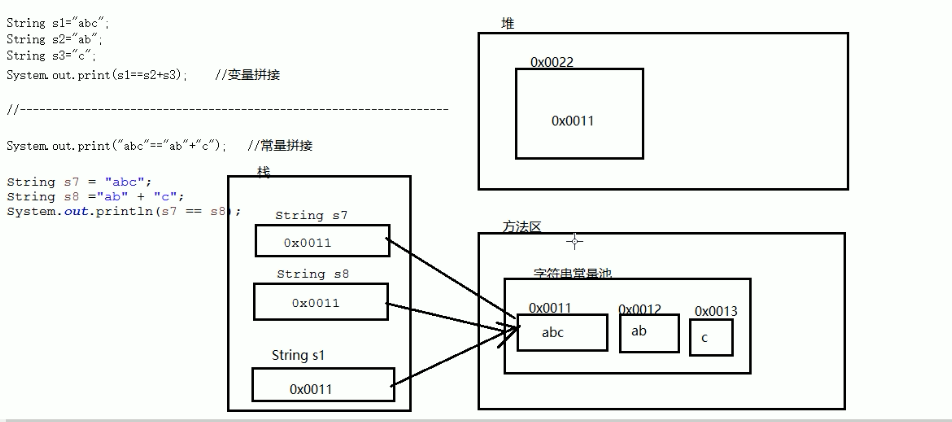 String s1="abc";
String s2="ab";
String s3="c";
System.out.print(s1==s2+s3); //变量拼接
//-----------------------------------------------------------------
System.out.print("abc"=="ab"+"c"); //常量拼接
String s7 = "abc";
String s8 ="ab" + "c";
System.out.println(s7 == s8);
栈
String s7
0x0011
String s8
0x0011
String s1
0x0011
堆
0x0022
0x0011
方法区
字符串常量池
0x0011 0x0012 0x0013
abc ab c